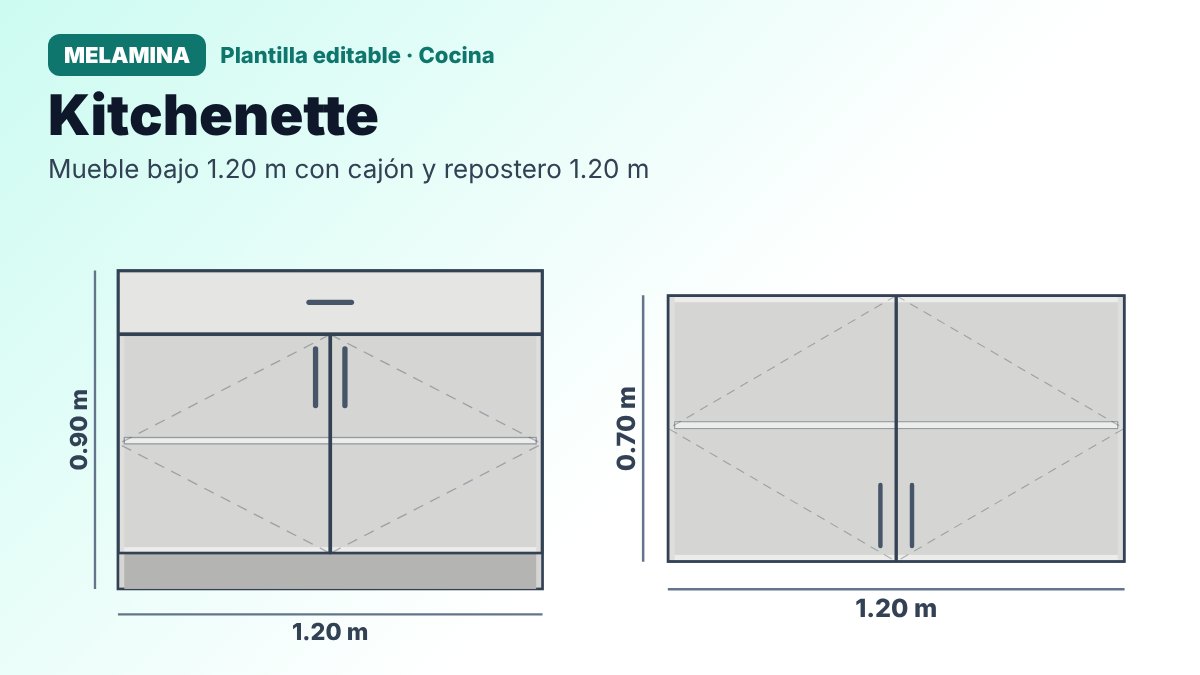 MELAMINA Plantilla editable · Cocina
Kitchenette
Mueble bajo 1.20 m con cajón y repostero 1.20 m
0.90 m
1.20 m
0.70 m
1.20 m